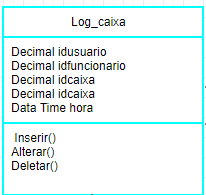 Log_caixa
Decimal idusuario
Decimal idfuncionario
Decimal idcaixa
Decimal idcaixa
Data Time hora
Inserir()
Alterar()
Deletar()